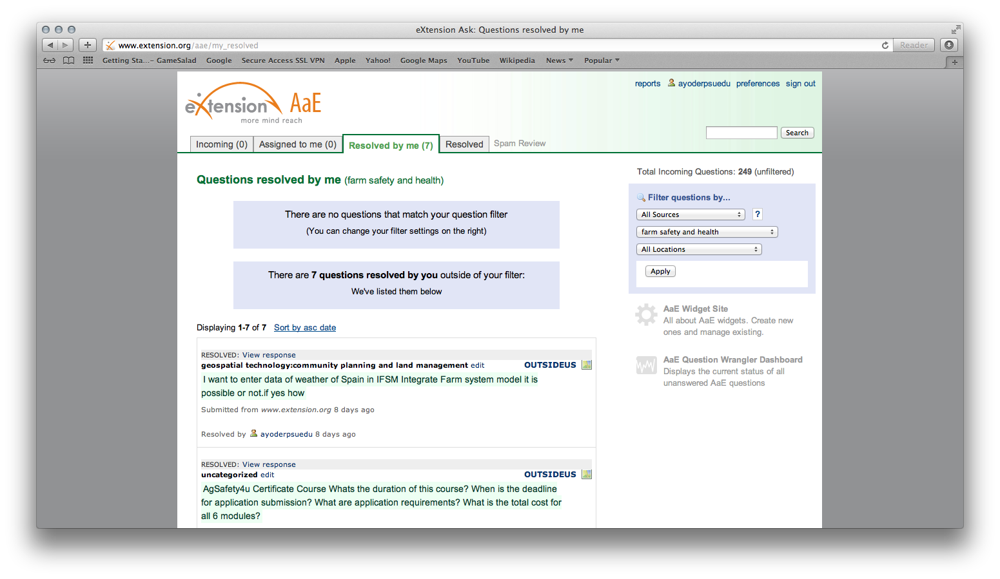 eXtension Ask: Questions resolved by me
www.extension.org/aae/my_resolved
Reader
Getting Sta...– GameSalad Google Secure Access SSL VPN Apple Yahoo! Google Maps YouTube Wikipedia News Popular
reports ayoderpsuedu preferences sign out
eXtension AaE
more mind reach
Search
Incoming (0) Assigned to me (0) Resolved by me (7) Resolved Spam Review
Total Incoming Questions: 249 (unfiltered)
Questions resolved by me (farm safety and health)
There are no questions that match your question filter
(You can change your filter settings on the right)
There are 7 questions resolved by you outside of your filter:
We've listed them below
Filter questions by...
All Sources ?
farm safety and health
All Locations
Apply
AaE Widget Site
All about AaE widgets. Create new
ones and manage existing.
AaE Question Wrangler Dashboard
Displays the current status of all
unanswered AaE questions
Displaying 1-7 of 7 Sort by asc date
RESOLVED: View response
geospatial technology:community planning and land management edit OUTSIDEUS
I want to enter data of weather of Spain in IFSM Integrate Farm system model it is
possible or not.if yes how
Submitted from www.extension.org 8 days ago
Resolved by ayoderpsuedu 8 days ago
RESOLVED: View response
uncategorized edit OUTSIDEUS
AgSafety4u Certificate Course Whats the duration of this course? When is the deadline
for application submission? What are application requirements? What is the total cost for
all 6 modules?